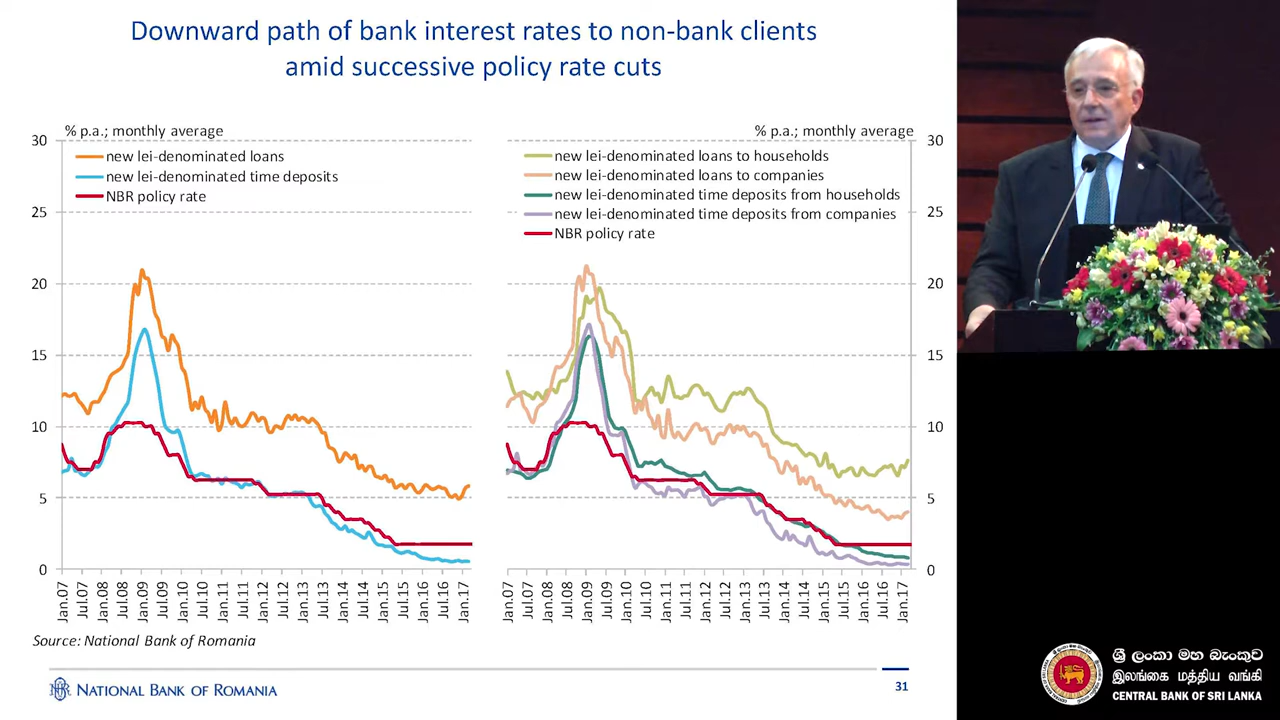 Downward path of bank interest rates to non-bank clients
amid successive policy rate cuts
% p.a.; monthly average
30
25
20
15
10
5
0
new lei-denominated loans
new lei-denominated time deposits
NBR policy rate
Jan.07
Jul.07
Jan.08
Jul.08
Jan.09
Jul.09
Jan.10
Jul.10
Jan.11
Jul.11
Jan.12
Jul.12
Jan.13
Jul.13
Jan.14
Jul.14
Jan.15
Jul.15
Jan.16
Jul.16
Jan.17
% p.a.; monthly average
30
25
20
15
10
5
0
new lei-denominated loans to households
new lei-denominated loans to companies
new lei-denominated time deposits from households
new lei-denominated time deposits from companies
NBR policy rate
Jan.07
Jul.07
Jan.08
Jul.08
Jan.09
Jul.09
Jan.10
Jul.10
Jan.11
Jul.11
Jan.12
Jul.12
Jan.13
Jul.13
Jan.14
Jul.14
Jan.15
Jul.15
Jan.16
Jul.16
Jan.17
Source: National Bank of Romania
NATIONAL BANK OF ROMANIA
31
ශ්‍රී ලංකා මහ බැංකුව
இலங்கை மத்திய வங்கி
CENTRAL BANK OF SRI LANKA